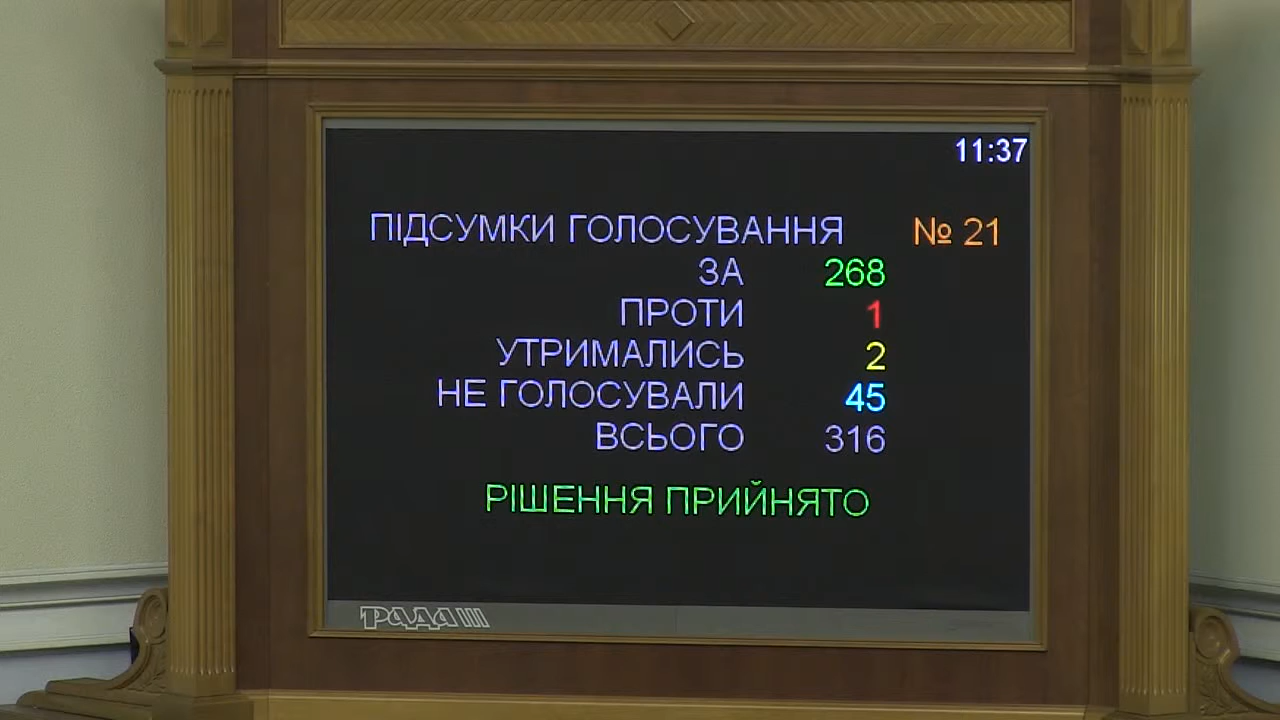 11:37
ПІДСУМКИ ГОЛОСУВАННЯ № 21
ЗА 268
ПРОТИ 1
УТРИМАЛИСЬ 2
НЕ ГОЛОСУВАЛИ 45
ВСЬОГО 316
РІШЕННЯ ПРИЙНЯТО
РАДА III